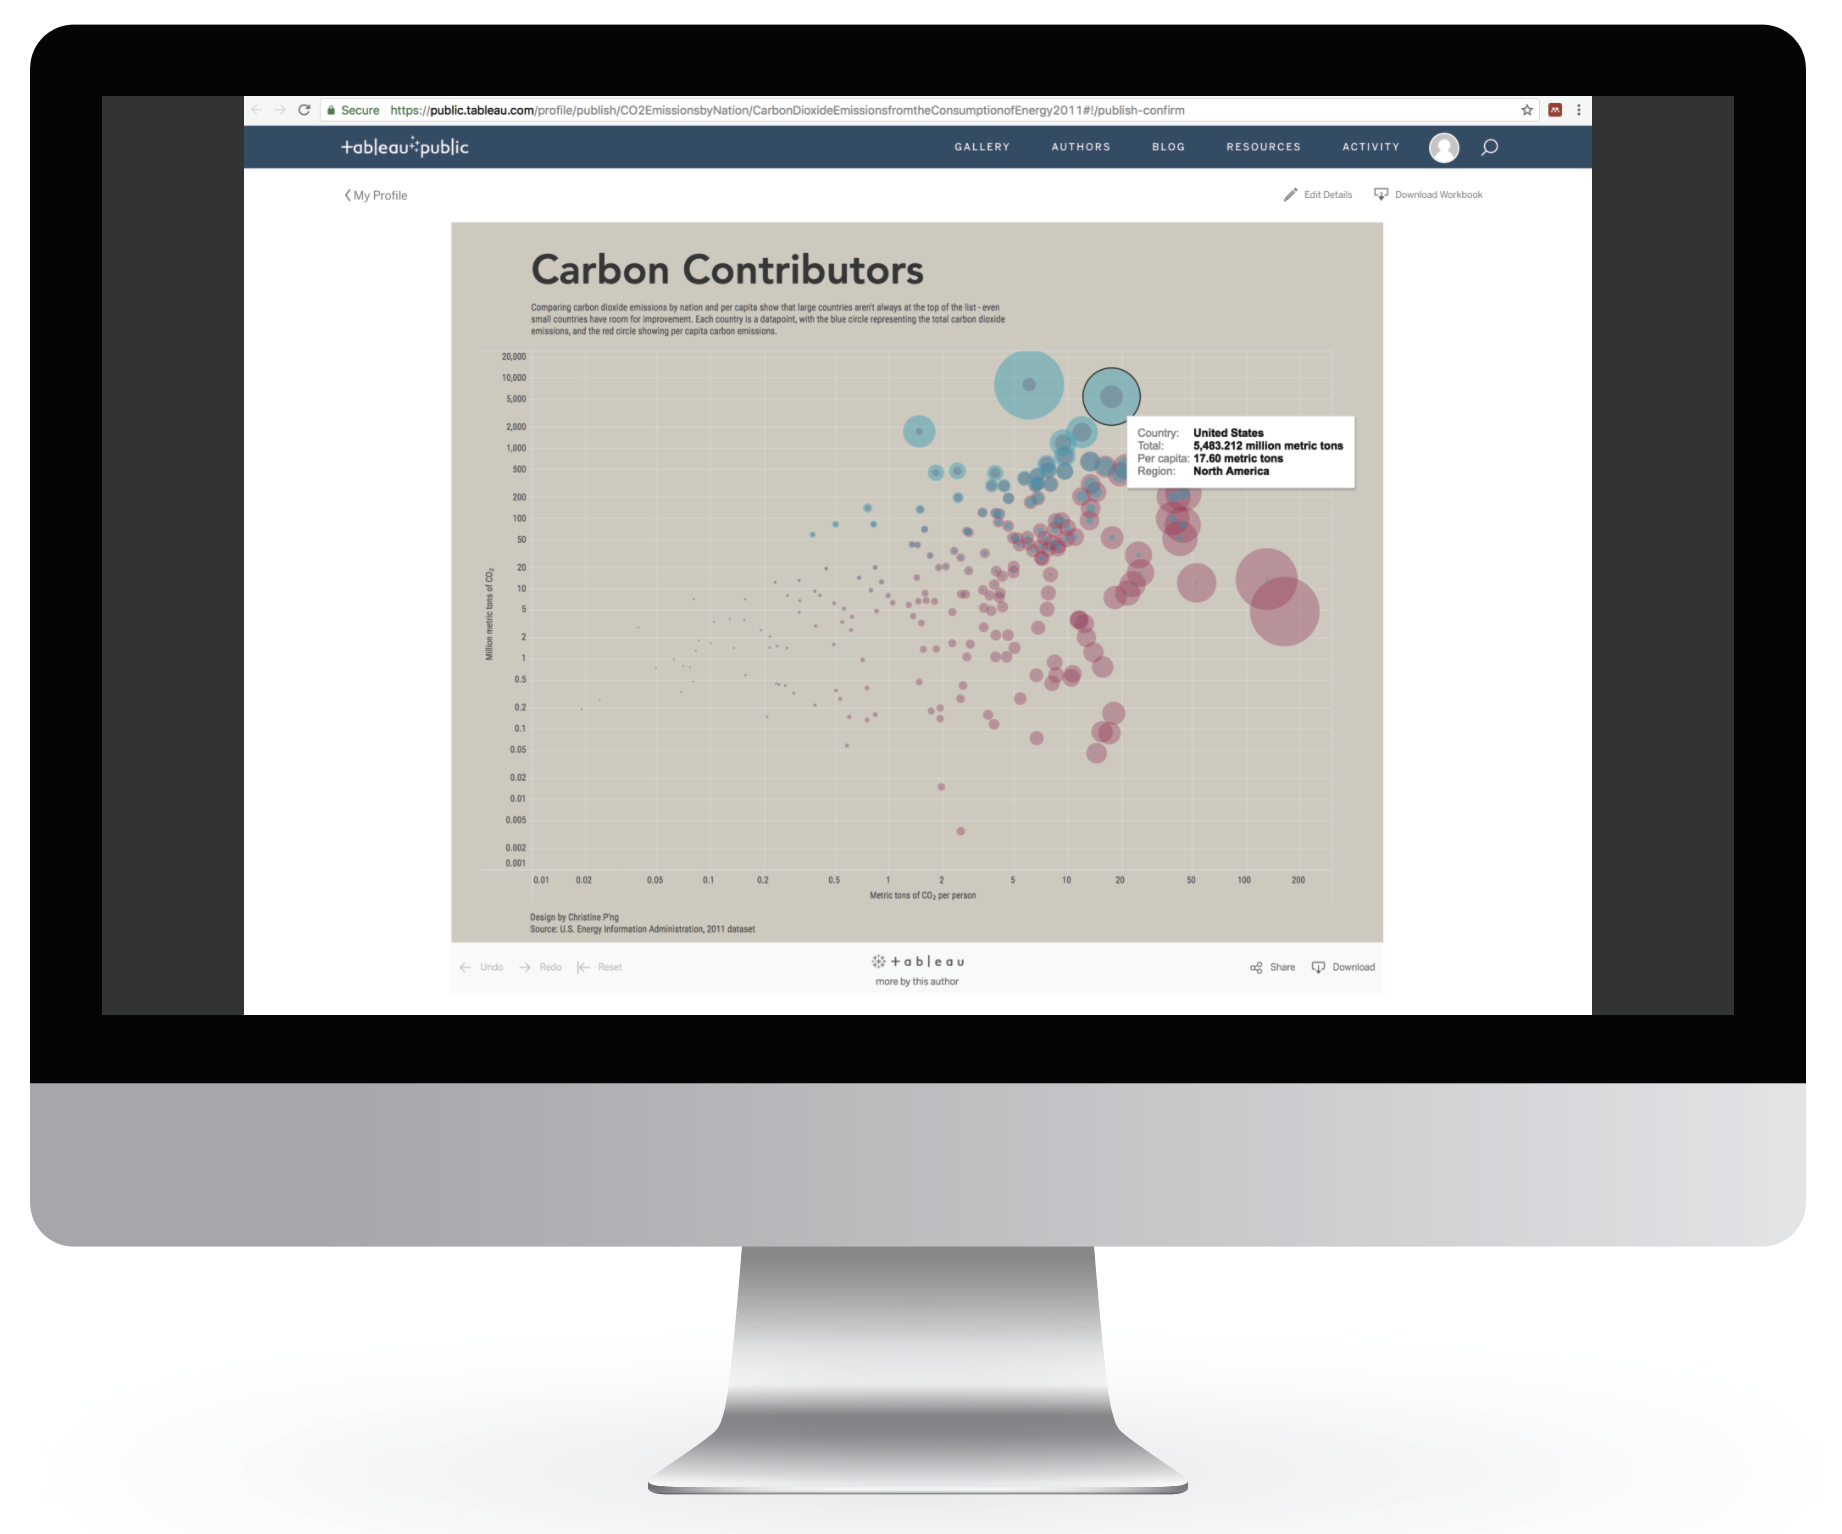 Secure https://public.tableau.com/profile/publish/CO2EmissionsbyNation/CarbonDioxideEmissionsfromtheConsumptionofEnergy2011#!/publish-confirm
+ableau public GALLERY AUTHORS BLOG RESOURCES ACTIVITY
My Profile Edit Details Download Workbook
Carbon Contributors
Comparing carbon dioxide emissions by nation and per capita show that large countries aren't always at the top of the list - even
small countries have room for improvement. Each country is a datapoint, with the blue circle representing the total carbon dioxide
emissions, and the red circle showing per capita carbon emissions.
20,000
10,000
5,000
2,000
1,000
500
200
100
50
20
10
5
2
1
0.5
0.2
0.1
0.05
0.02
0.01
0.005
0.002
0.001
Million metric tons of CO₂
Country: United States
Total: 5,483.212 million metric tons
Per capita: 17.60 metric tons
Region: North America
0.01 0.02 0.05 0.1 0.2 0.5 1 2 5 10 20 50 100 200
Metric tons of CO₂ per person
Design by Christine P'ng
Source: U.S. Energy Information Administration, 2011 dataset
Undo Redo Reset
+ableau
more by this author
Share Download